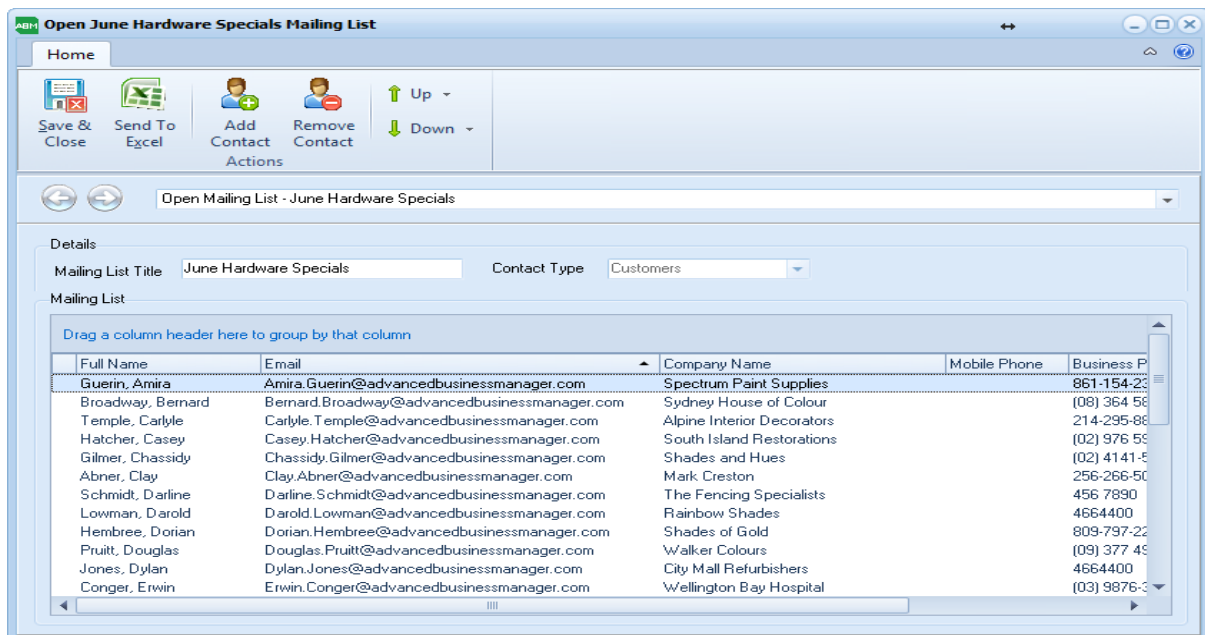 ABM Open June Hardware Specials Mailing List
Home
Save & Close
Send To Excel
Add Contact
Remove Contact
Up
Down
Actions
Open Mailing List - June Hardware Specials
Details
Mailing List Title June Hardware Specials Contact Type Customers
Mailing List
Drag a column header here to group by that column
Full Name Email Company Name Mobile Phone Business P
Guerin, Amira Amira.Guerin@advancedbusinessmanager.com Spectrum Paint Supplies 861-154-23
Broadway, Bernard Bernard.Broadway@advancedbusinessmanager.com Sydney House of Colour (08) 364 58
Temple, Carlyle Carlyle.Temple@advancedbusinessmanager.com Alpine Interior Decorators 214-295-88
Hatcher, Casey Casey.Hatcher@advancedbusinessmanager.com South Island Restorations (02) 976 59
Gilmer, Chassidy Chassidy.Gilmer@advancedbusinessmanager.com Shades and Hues (02) 4141-5
Abner, Clay Clay.Abner@advancedbusinessmanager.com Mark Creston 256-266-50
Schmidt, Darline Darline.Schmidt@advancedbusinessmanager.com The Fencing Specialists 456 7890
Lowman, Darold Darold.Lowman@advancedbusinessmanager.com Rainbow Shades 4664400
Hembree, Dorian Dorian.Hembree@advancedbusinessmanager.com Shades of Gold 809-797-22
Pruitt, Douglas Douglas.Pruitt@advancedbusinessmanager.com Walker Colours (09) 377 49
Jones, Dylan Dylan.Jones@advancedbusinessmanager.com City Mall Refurbishers 4664400
Conger, Erwin Erwin.Conger@advancedbusinessmanager.com Wellington Bay Hospital (03) 9876-3